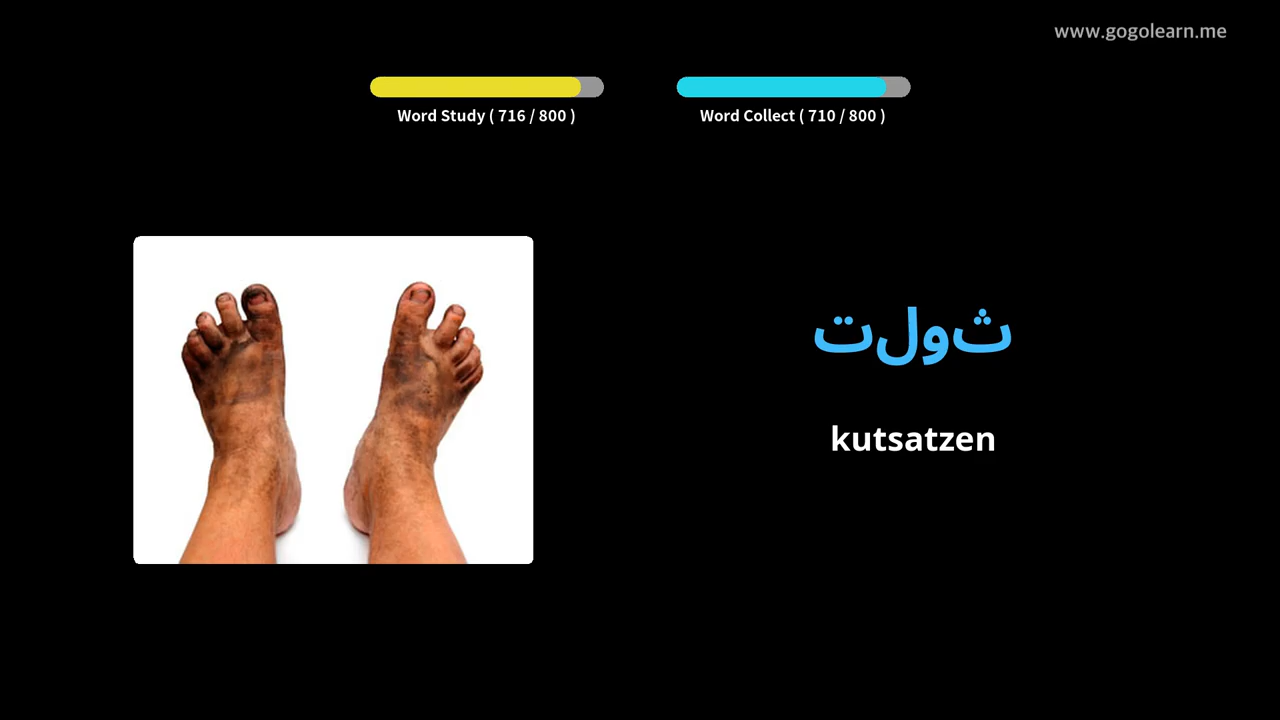 www.gogolearn.me
Word Study ( 716 / 800 )
Word Collect ( 710 / 800 )
ثولت
kutsatzen